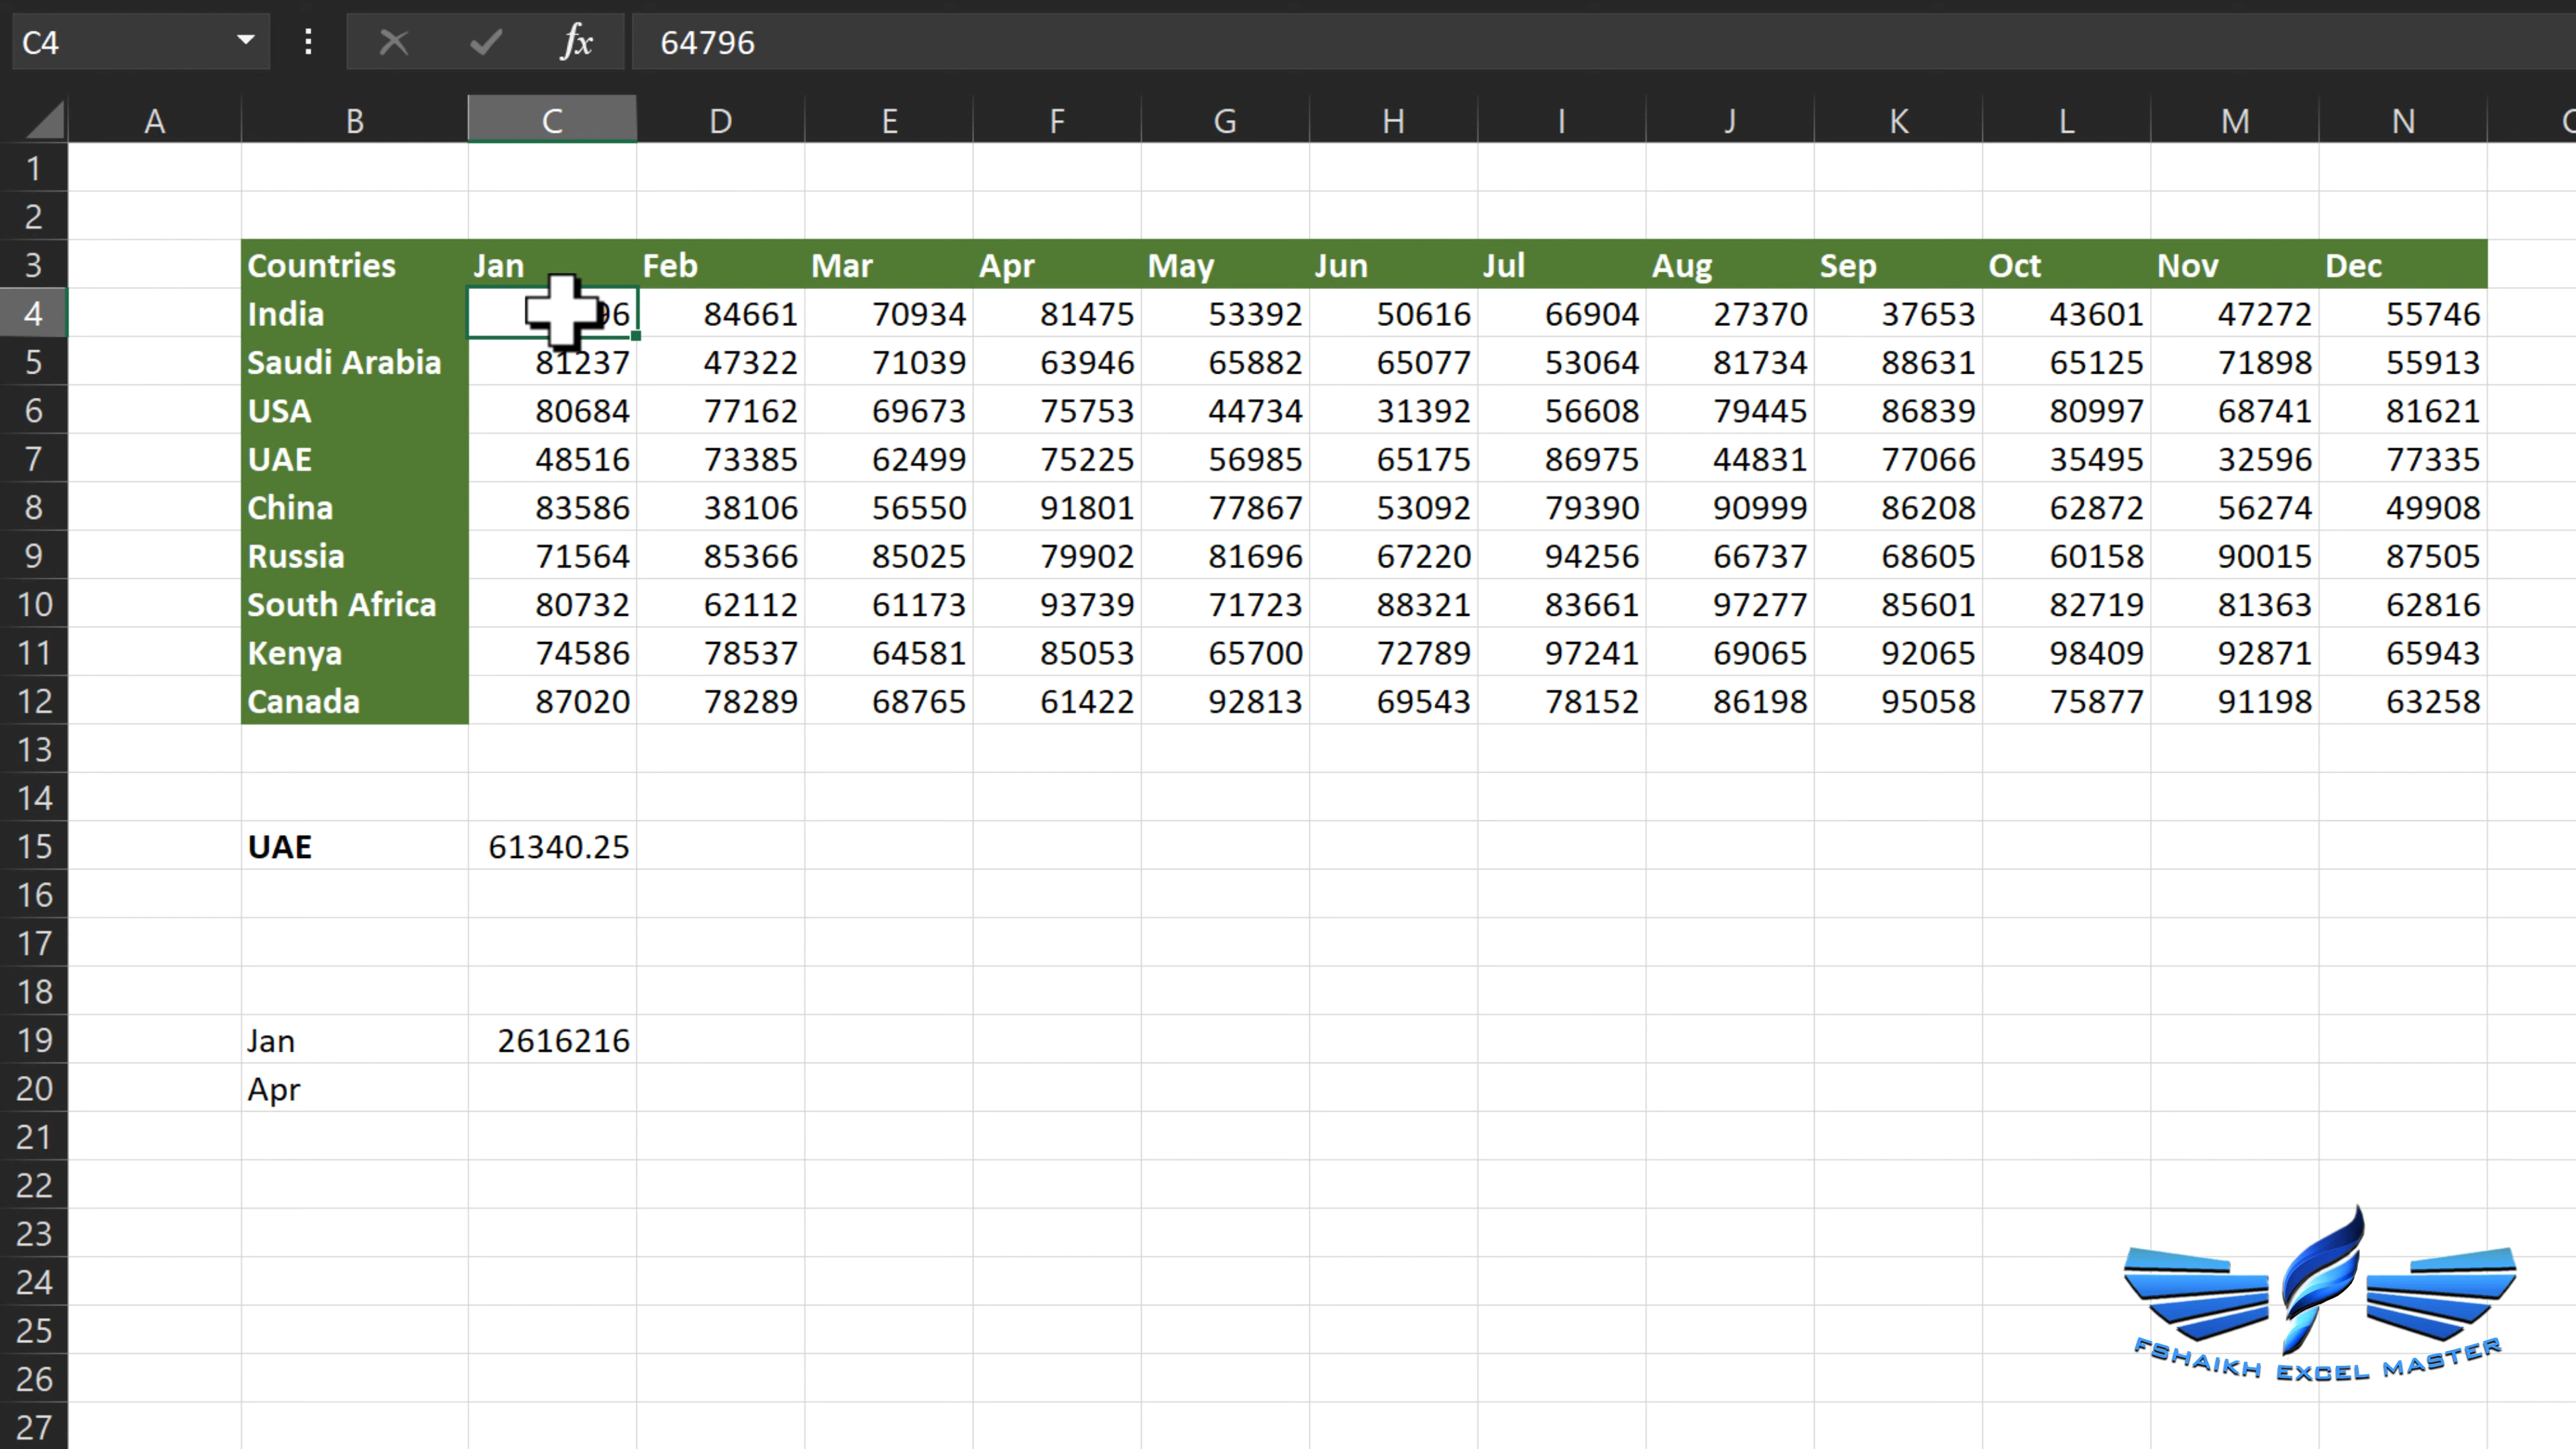 C4 fx 64796
A B C D E F G H I J K L M N
1
2
3 Countries Jan Feb Mar Apr May Jun Jul Aug Sep Oct Nov Dec
4 India 96 84661 70934 81475 53392 50616 66904 27370 37653 43601 47272 55746
5 Saudi Arabia 81237 47322 71039 63946 65882 65077 53064 81734 88631 65125 71898 55913
6 USA 80684 77162 69673 75753 44734 31392 56608 79445 86839 80997 68741 81621
7 UAE 48516 73385 62499 75225 56985 65175 86975 44831 77066 35495 32596 77335
8 China 83586 38106 56550 91801 77867 53092 79390 90999 86208 62872 56274 49908
9 Russia 71564 85366 85025 79902 81696 67220 94256 66737 68605 60158 90015 87505
10 South Africa 80732 62112 61173 93739 71723 88321 83661 97277 85601 82719 81363 62816
11 Kenya 74586 78537 64581 85053 65700 72789 97241 69065 92065 98409 92871 65943
12 Canada 87020 78289 68765 61422 92813 69543 78152 86198 95058 75877 91198 63258
13
14
15 UAE 61340.25
16
17
18
19 Jan 2616216
20 Apr
21
22
23
24
25
26
27
FSHAIKH EXCEL MASTER